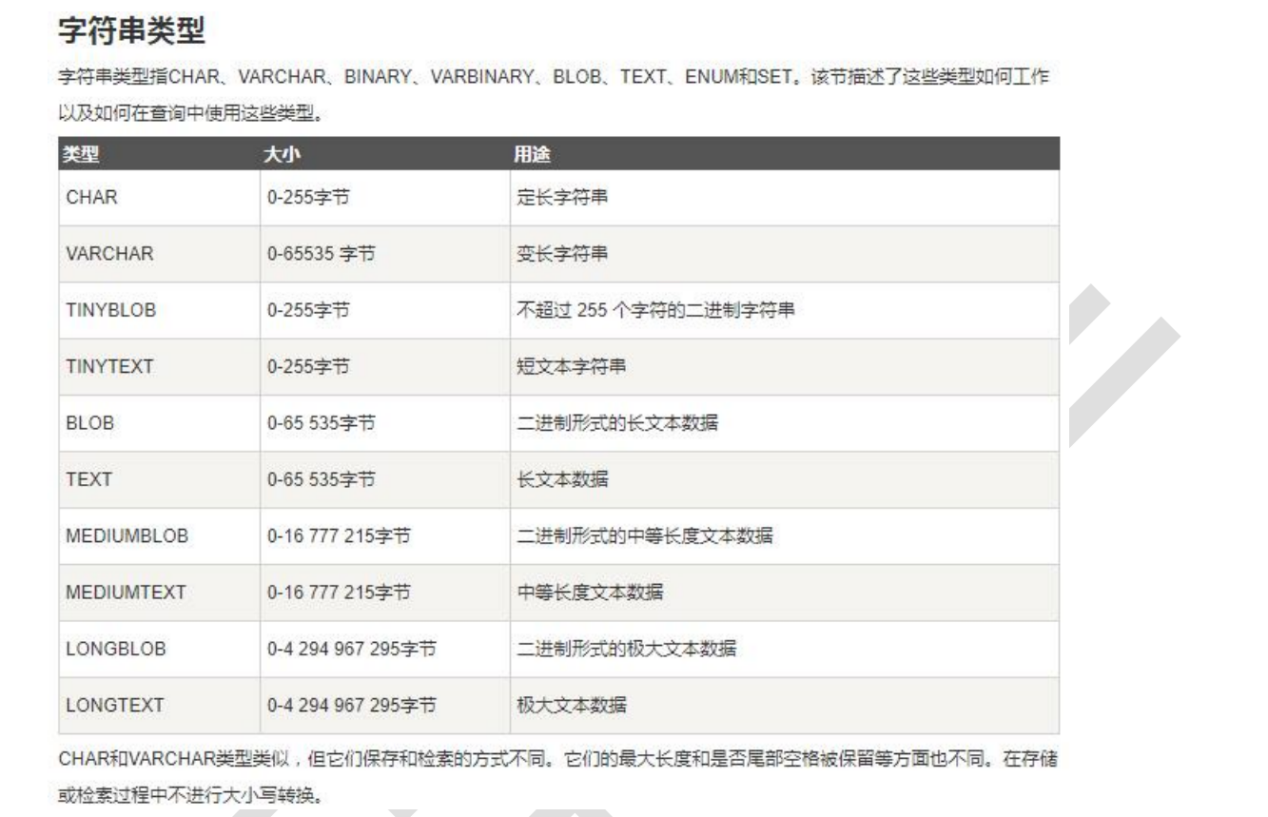 字符串类型
字符串类型指CHAR、VARCHAR、BINARY、VARBINARY、BLOB、TEXT、ENUM和SET。该节描述了这些类型如何工作
以及如何在查询中使用这些类型。
类型 大小 用途
CHAR 0-255字节 定长字符串
VARCHAR 0-65535 字节 变长字符串
TINYBLOB 0-255字节 不超过 255 个字符的二进制字符串
TINYTEXT 0-255字节 短文本字符串
BLOB 0-65 535字节 二进制形式的长文本数据
TEXT 0-65 535字节 长文本数据
MEDIUMBLOB 0-16 777 215字节 二进制形式的中等长度文本数据
MEDIUMTEXT 0-16 777 215字节 中等长度文本数据
LONGBLOB 0-4 294 967 295字节 二进制形式的极大文本数据
LONGTEXT 0-4 294 967 295字节 极大文本数据
CHAR和VARCHAR类型类似，但它们保存和检索的方式不同。它们的最大长度和是否尾部空格被保留等方面也不同。在存储
或检索过程中不进行大小写转换。